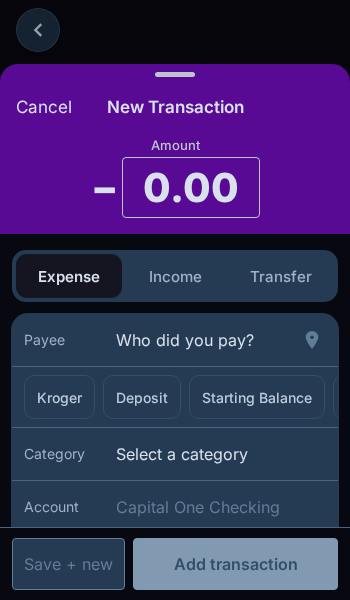 Cancel New Transaction
Amount
– 0.00
Expense Income Transfer
Payee Who did you pay?
Kroger Deposit Starting Balance
Category Select a category
Account Capital One Checking
Save + new Add transaction